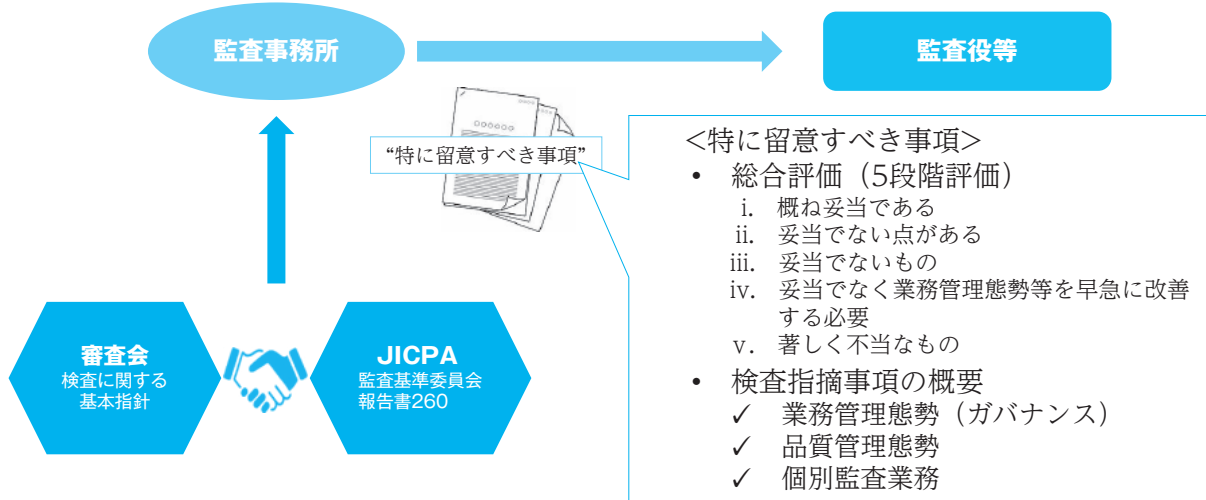 監査事務所
監査役等
“特に留意すべき事項”
<特に留意すべき事項>
• 総合評価（5段階評価）
i. 概ね妥当である
ii. 妥当でない点がある
iii. 妥当でないもの
iv. 妥当でなく業務管理態勢等を早急に改善
する必要
v. 著しく不当なもの
• 検査指摘事項の概要
✓ 業務管理態勢（ガバナンス）
✓ 品質管理態勢
✓ 個別監査業務
審査会
検査に関する
基本指針
JICPA
監査基準委員会
報告書260